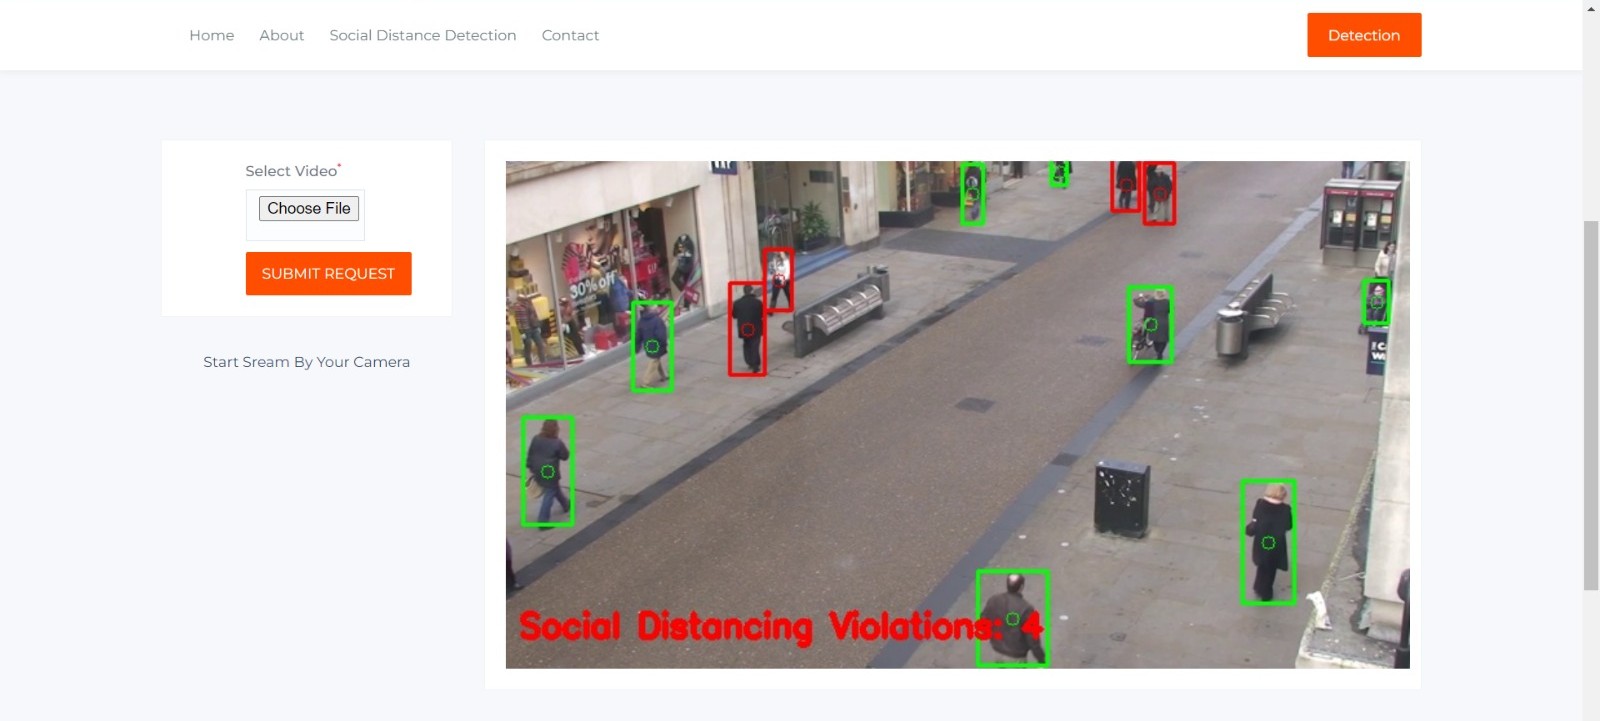 Home About Social Distance Detection Contact
Detection
Select Video*
Choose File
SUBMIT REQUEST
Start Sream By Your Camera
30% off
GAP
Social Distancing Violations: 4